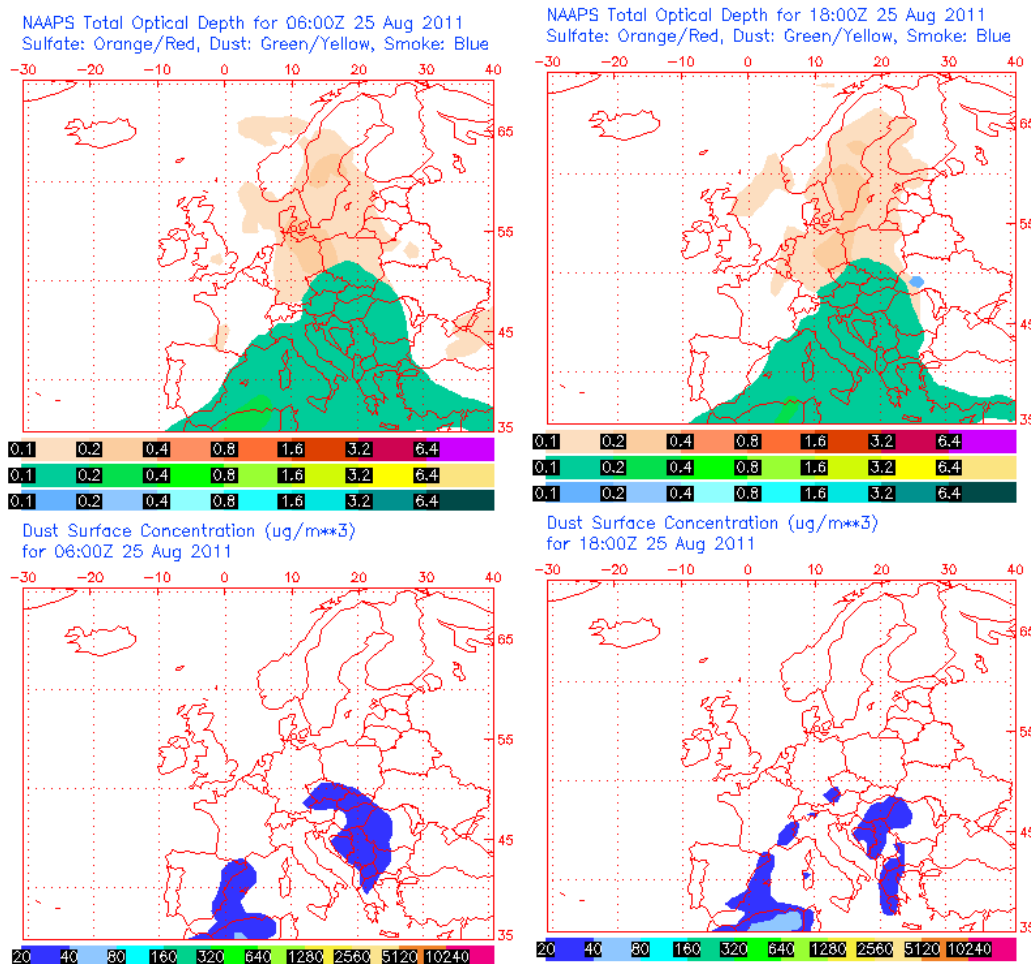 NAAPS Total Optical Depth for 06:00Z 25 Aug 2011
Sulfate: Orange/Red, Dust: Green/Yellow, Smoke: Blue
-30 -20 -10 0 10 20 30 40
65
55
45
35
0.1 0.2 0.4 0.8 1.6 3.2 6.4
0.1 0.2 0.4 0.8 1.6 3.2 6.4
0.1 0.2 0.4 0.8 1.6 3.2 6.4
NAAPS Total Optical Depth for 18:00Z 25 Aug 2011
Sulfate: Orange/Red, Dust: Green/Yellow, Smoke: Blue
-30 -20 -10 0 10 20 30 40
65
55
45
35
0.1 0.2 0.4 0.8 1.6 3.2 6.4
0.1 0.2 0.4 0.8 1.6 3.2 6.4
0.1 0.2 0.4 0.8 1.6 3.2 6.4
Dust Surface Concentration (ug/m**3)
for 06:00Z 25 Aug 2011
-30 -20 -10 0 10 20 30 40
65
55
45
35
20 40 80 160 320 640 1280 2560 5120 10240
Dust Surface Concentration (ug/m**3)
for 18:00Z 25 Aug 2011
-30 -20 -10 0 10 20 30 40
65
55
45
35
20 40 80 160 320 640 1280 2560 5120 10240